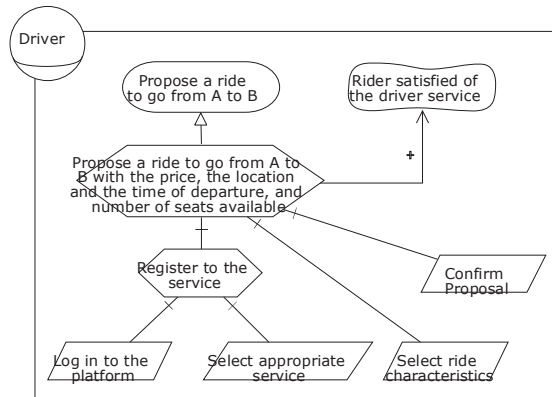 Driver
Propose a ride
to go from A to B
Rider satisfied of
the driver service
+
Propose a ride to go from A to
B with the price, the location
and the time of departure, and
number of seats available
Register to the
service
Confirm
Proposal
Log in to the
platform
Select appropriate
service
Select ride
characteristics